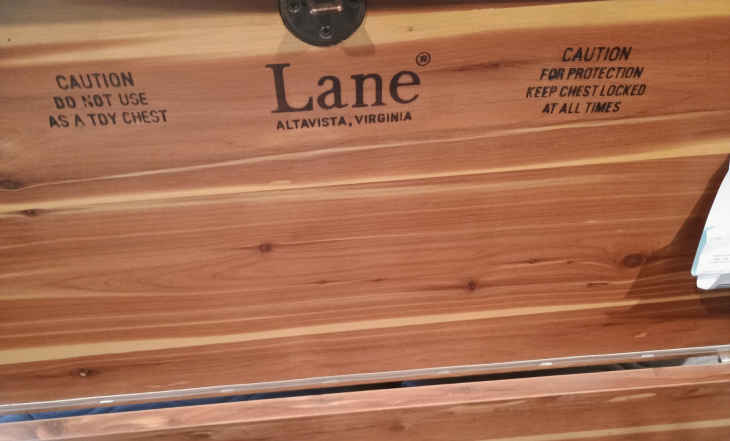 CAUTION
DO NOT USE
AS A TOY CHEST
Lane®
ALTAVISTA, VIRGINIA
CAUTION
FOR PROTECTION
KEEP CHEST LOCKED
AT ALL TIMES